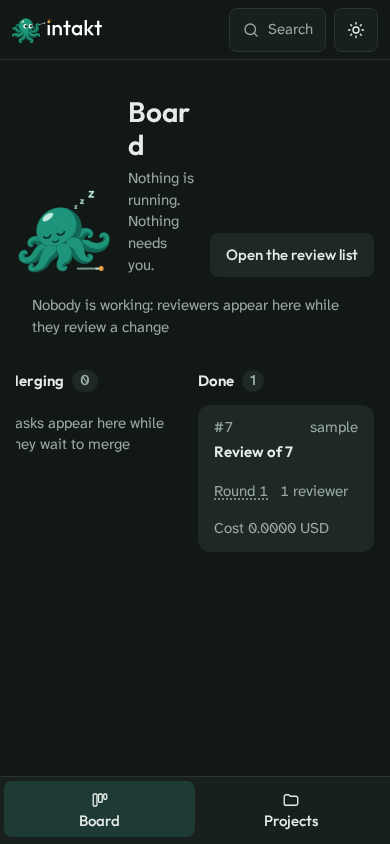 intakt
Search
Boar
d
Nothing is
running.
Nothing
needs
you.
z z z
Open the review list
Nobody is working: reviewers appear here while
they review a change
erging 0
asks appear here while
hey wait to merge
Done 1
#7 sample
Review of 7
Round 1 1 reviewer
Cost 0.0000 USD
Board
Projects